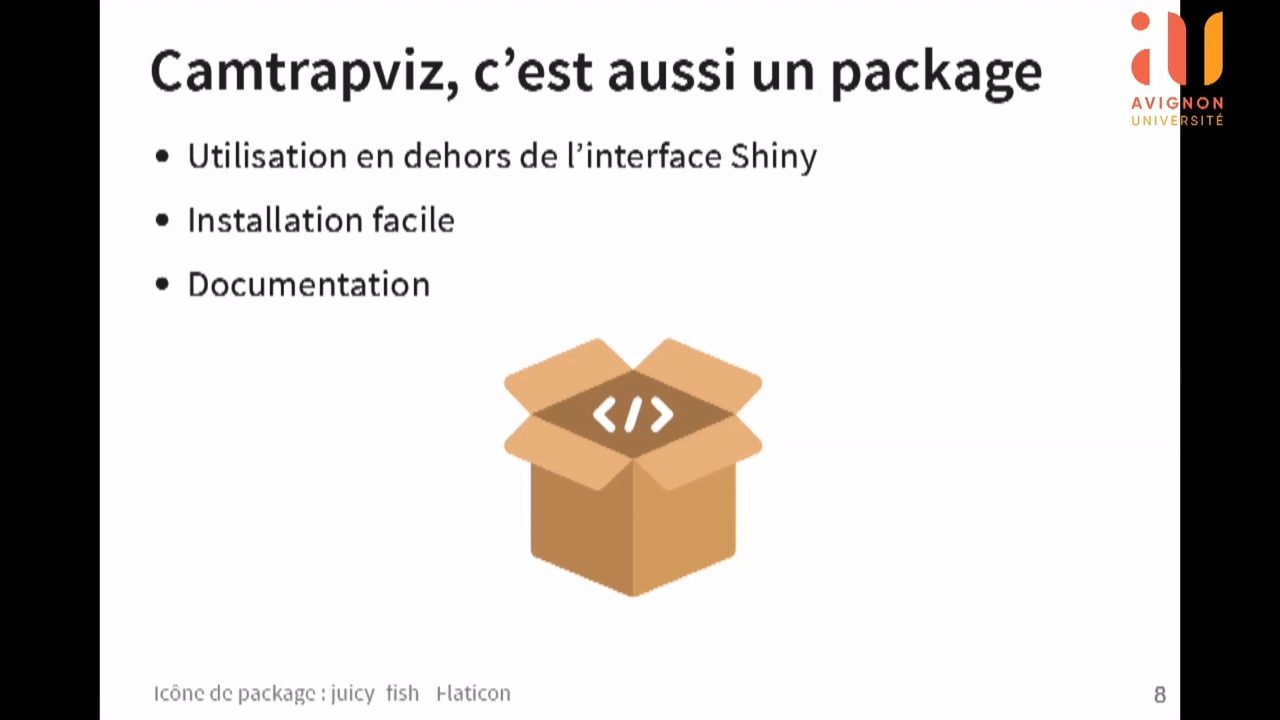 Camtrapviz, c’est aussi un package
• Utilisation en dehors de l’interface Shiny
• Installation facile
• Documentation
</>
Icône de package : juicy fish Flaticon
8
AVIGNON
UNIVERSITÉ